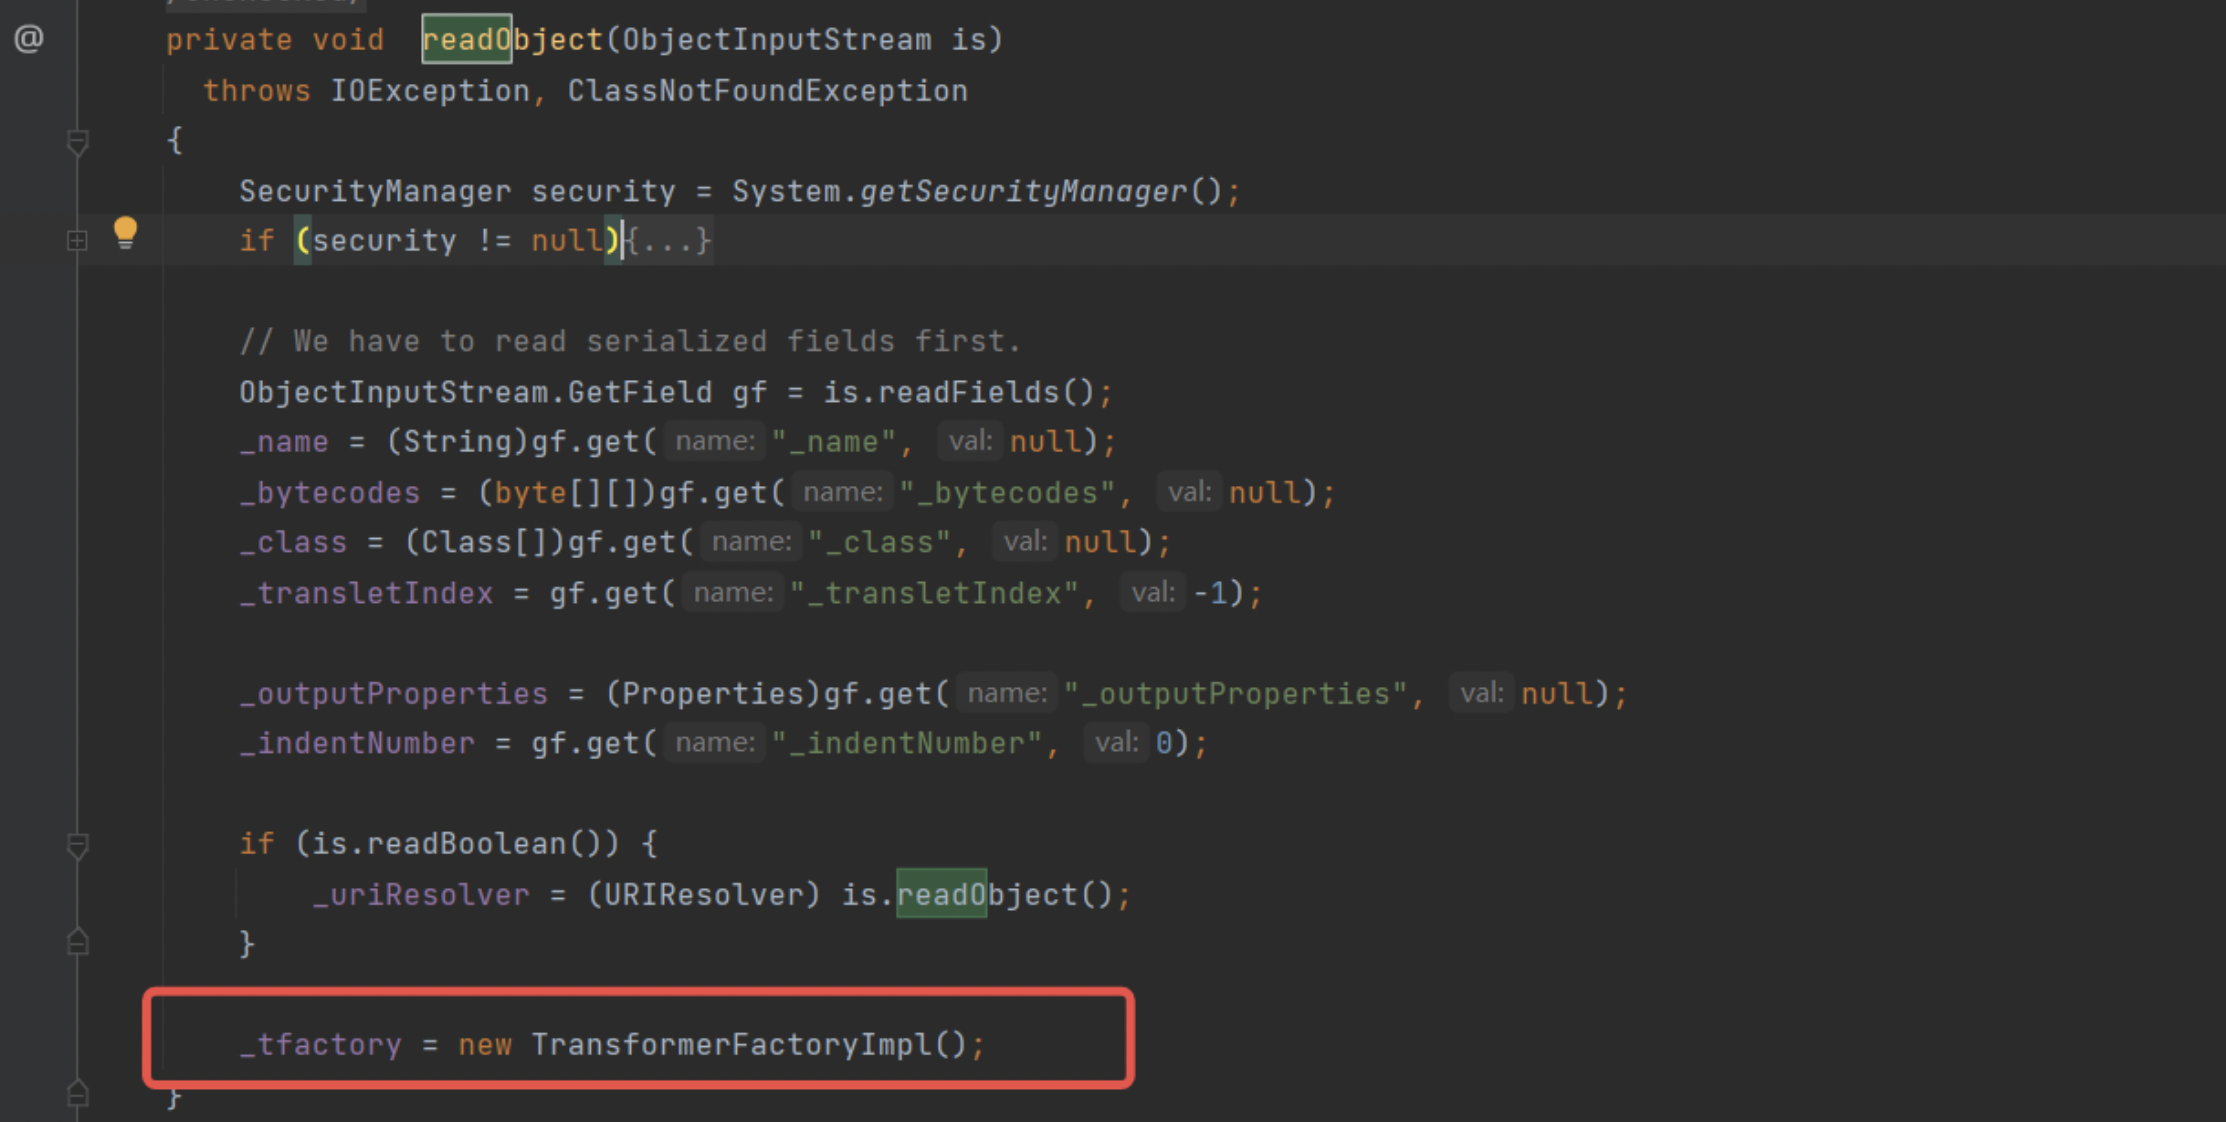 @
private void  readObject(ObjectInputStream is)
throws IOException, ClassNotFoundException
{
SecurityManager security = System.getSecurityManager();
if (security != null){...}
// We have to read serialized fields first.
ObjectInputStream.GetField gf = is.readFields();
_name = (String)gf.get( name: "_name", val: null);
_bytecodes = (byte[][])gf.get( name: "_bytecodes", val: null);
_class = (Class[])gf.get( name: "_class", val: null);
_transletIndex = gf.get( name: "_transletIndex", val: -1);
_outputProperties = (Properties)gf.get( name: "_outputProperties", val: null);
_indentNumber = gf.get( name: "_indentNumber", val: 0);
if (is.readBoolean()) {
_uriResolver = (URIResolver) is.readObject();
}
_tfactory = new TransformerFactoryImpl();
}